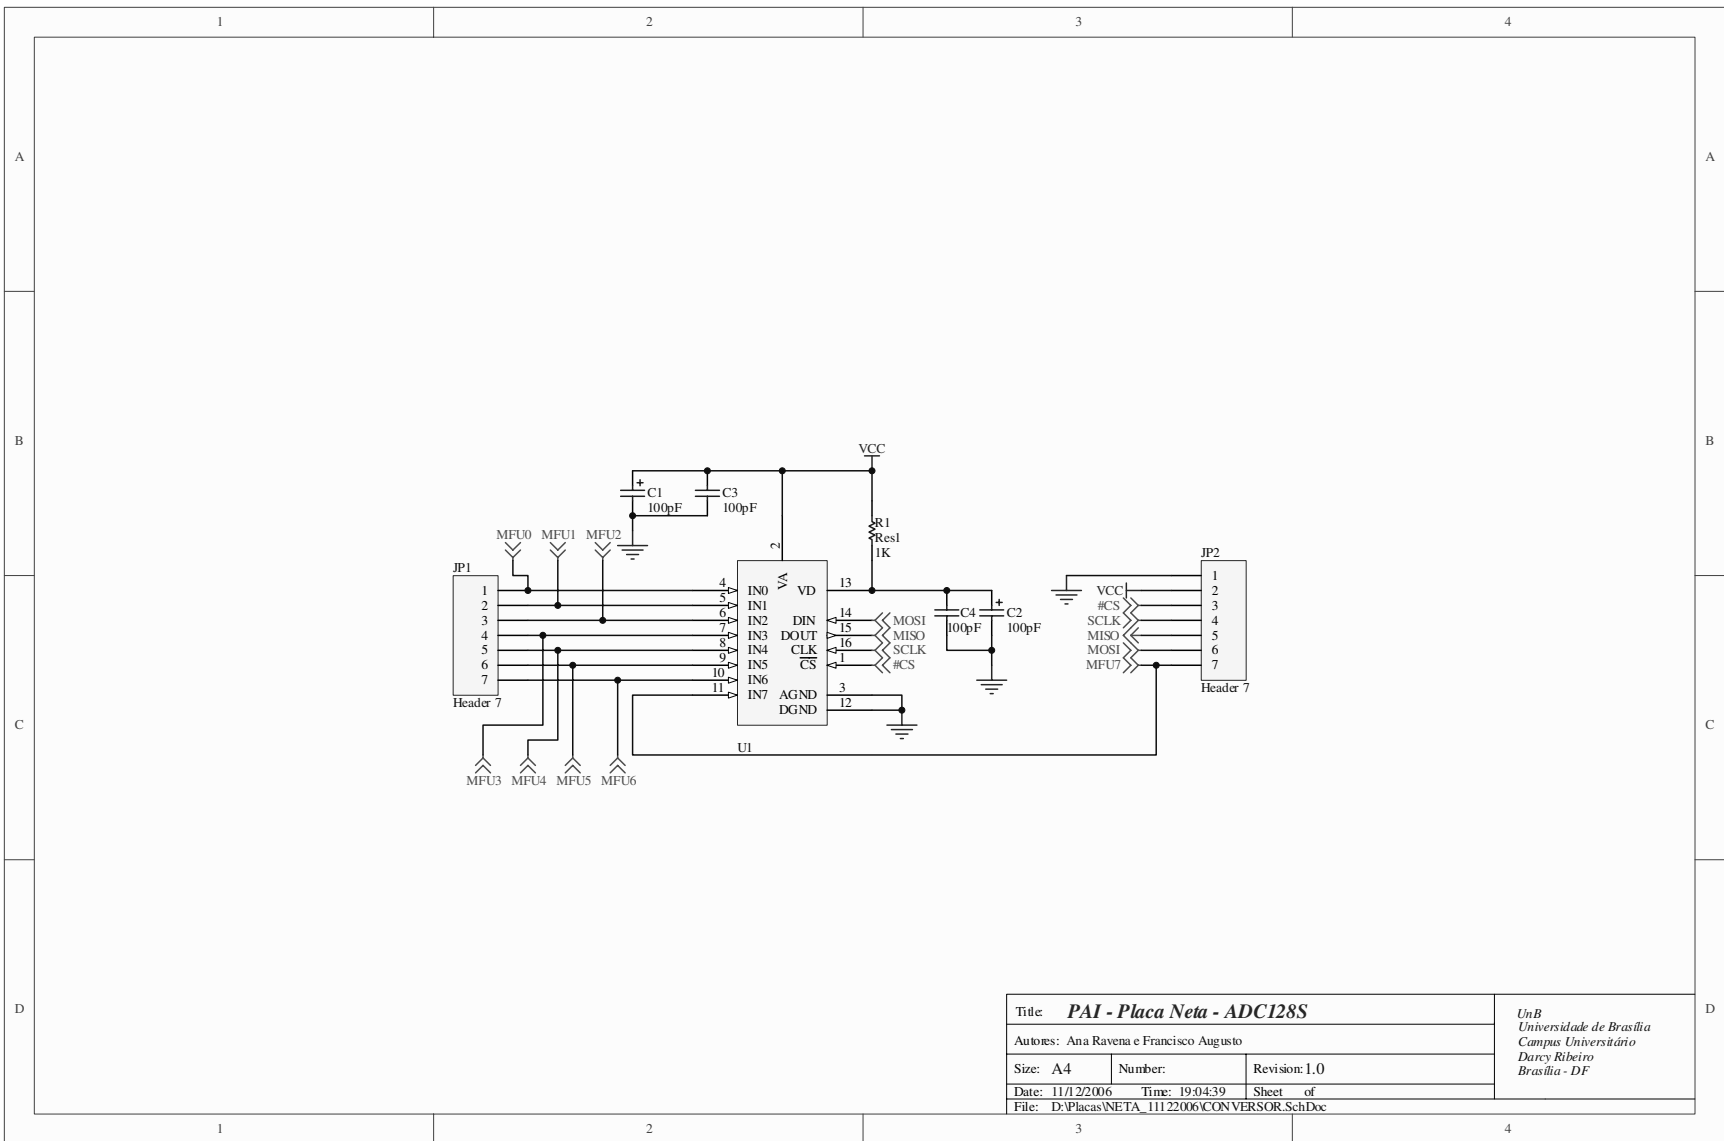 1 2 3 4
A A
B B
C C
D D
VCC
+ C1 100pF
C3 100pF
R1
Res1
1K
MFU0 MFU1 MFU2
2
VA
JP1
1
2
3
4
5
6
7
Header 7
4 IN0
5 IN1
6 IN2
7 IN3
8 IN4
9 IN5
10 IN6
11 IN7
VD 13
DIN 14 MOSI
DOUT 15 MISO
CLK 16 SCLK
CS 1 #CS
AGND 3
DGND 12
U1
C4 100pF
+ C2 100pF
JP2
1
VCC 2
#CS 3
SCLK 4
MISO 5
MOSI 6
MFU7 7
Header 7
MFU3 MFU4 MFU5 MFU6
Title: PAI - Placa Neta - ADC128S
Autores: Ana Ravena e Francisco Augusto
Size: A4 Number: Revision: 1.0
Date: 11/12/2006 Time: 19:04:39 Sheet of
File: D:\Placas\NETA_11122006\CONVERSOR.SchDoc
UnB
Universidade de Brasília
Campus Universitário
Darcy Ribeiro
Brasília - DF
1 2 3 4